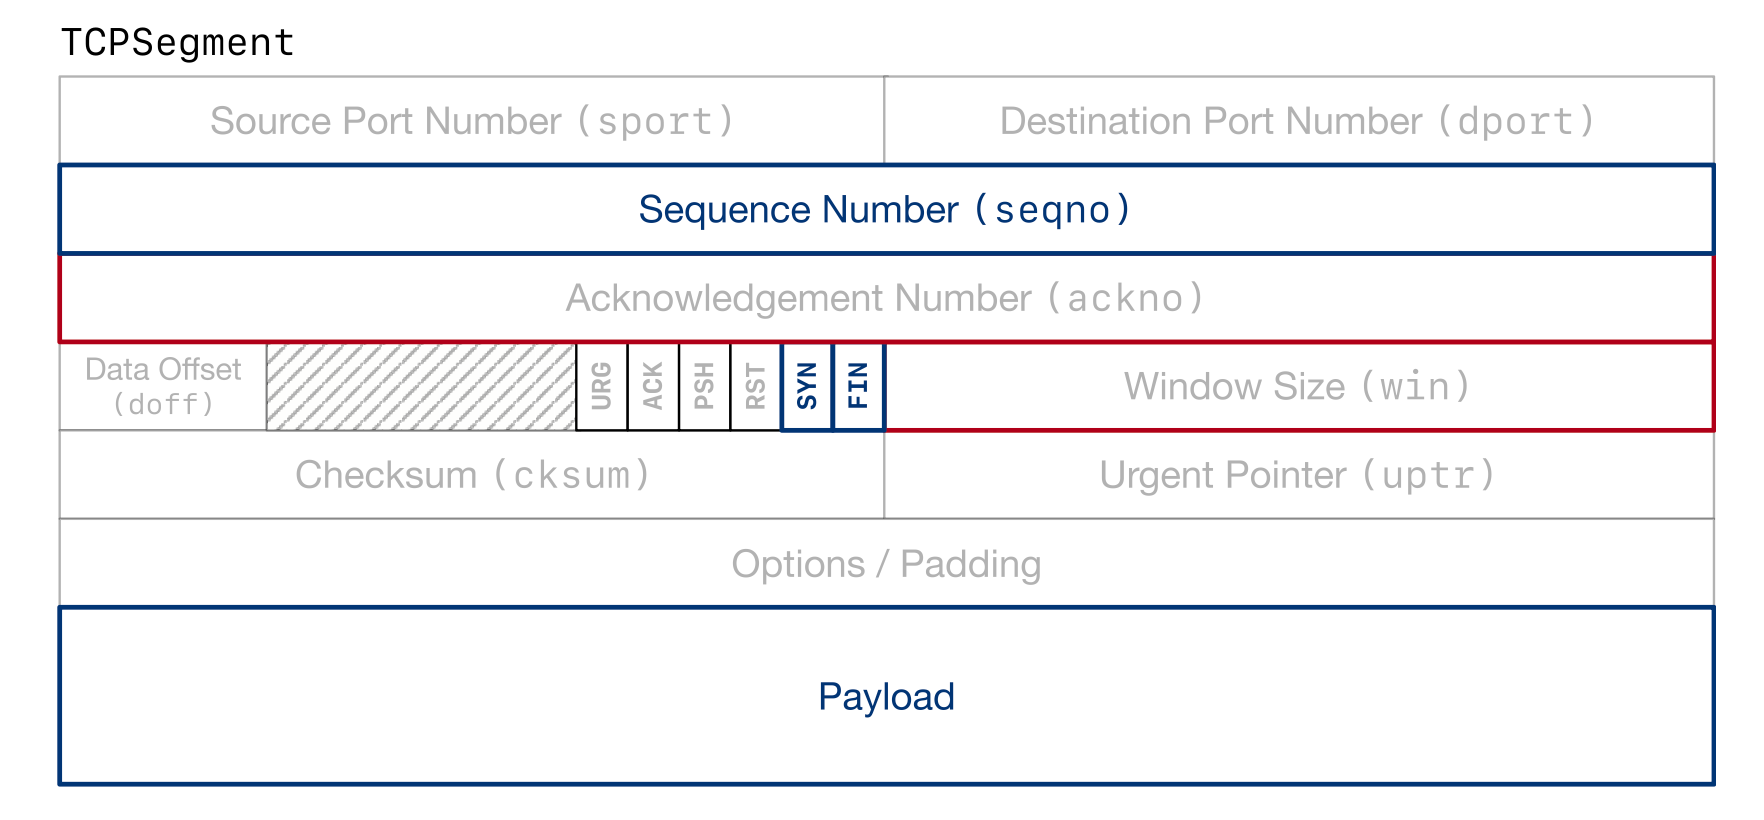 TCPSegment
Source Port Number (sport)
Destination Port Number (dport)
Sequence Number (seqno)
Acknowledgement Number (ackno)
Data Offset
(doff)
URG
ACK
PSH
RST
SYN
FIN
Window Size (win)
Checksum (cksum)
Urgent Pointer (uptr)
Options / Padding
Payload